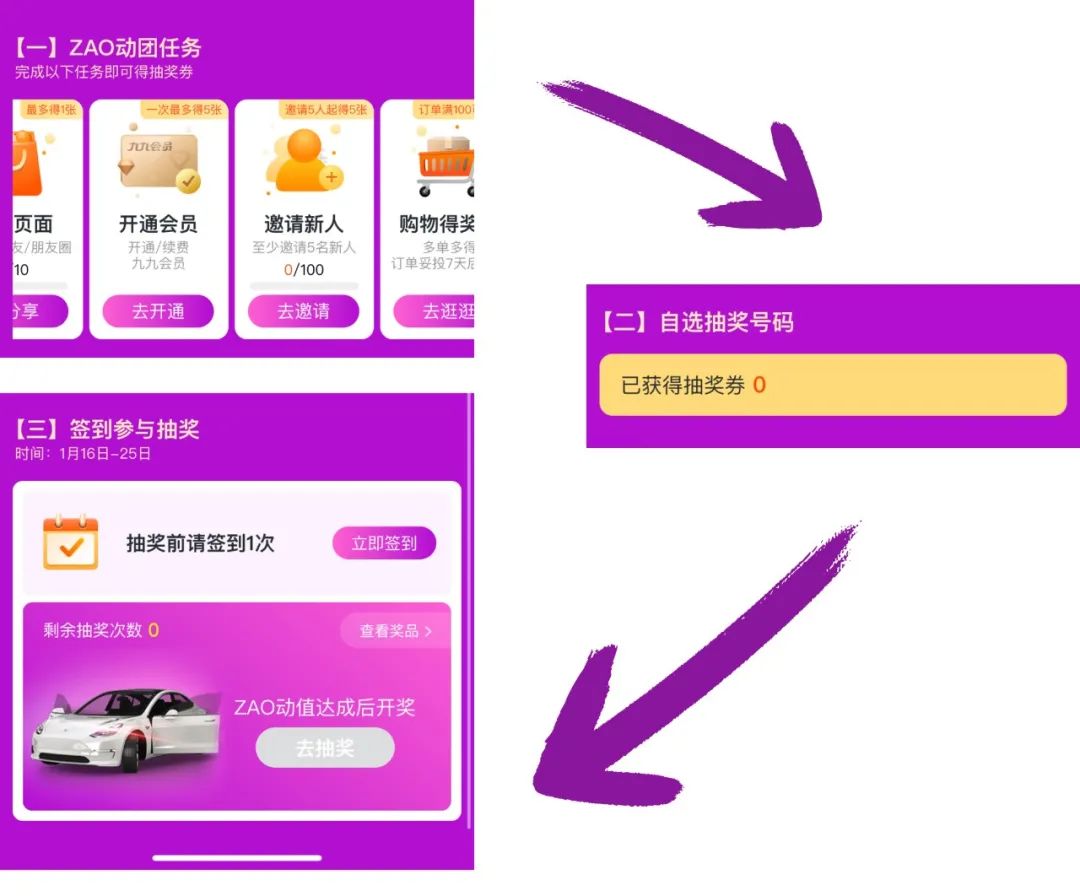 【一】ZAO动团任务
完成以下任务即可得抽奖券
最多得1张
页面
友/朋友圈
/10
分享
一次最多得5张
九九会员
开通会员
开通/续费
九九会员
去开通
邀请5人起得5张
邀请新人
至少邀请5名新人
0/100
去邀请
订单满100
购物得奖
多单多得
订单妥投7天后
去逛逛
【二】自选抽奖号码
已获得抽奖券 0
【三】签到参与抽奖
时间：1月16日-25日
抽奖前请签到1次
立即签到
剩余抽奖次数 0
查看奖品 >
ZAO动值达成后开奖
去抽奖